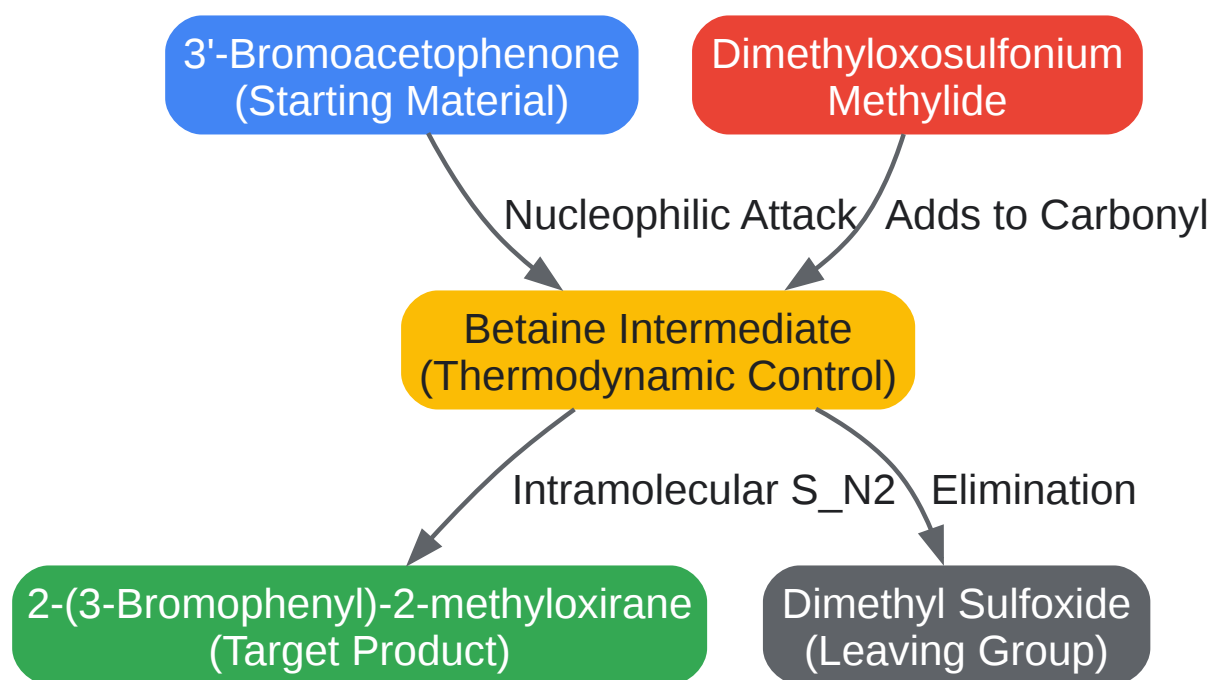 3'-Bromoacetophenone
(Starting Material)
Dimethyloxosulfonium
Methylide
Nucleophilic Attack
Adds to Carbonyl
Betaine Intermediate
(Thermodynamic Control)
Intramolecular S_N2
Elimination
2-(3-Bromophenyl)-2-methyloxirane
(Target Product)
Dimethyl Sulfoxide
(Leaving Group)